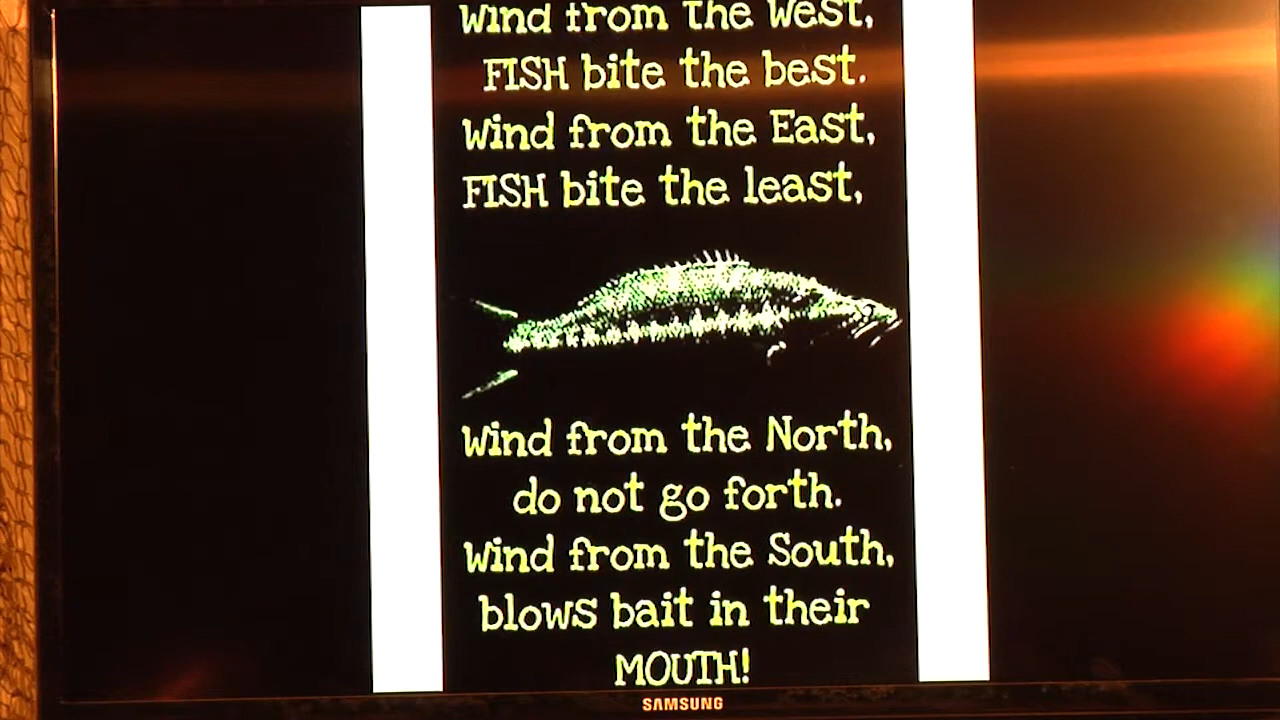 Wind from the West,
FISH bite the best.
Wind from the East,
FISH bite the least,
Wind from the North,
do not go forth.
Wind from the South,
blows bait in their
MOUTH!
SAMSUNG